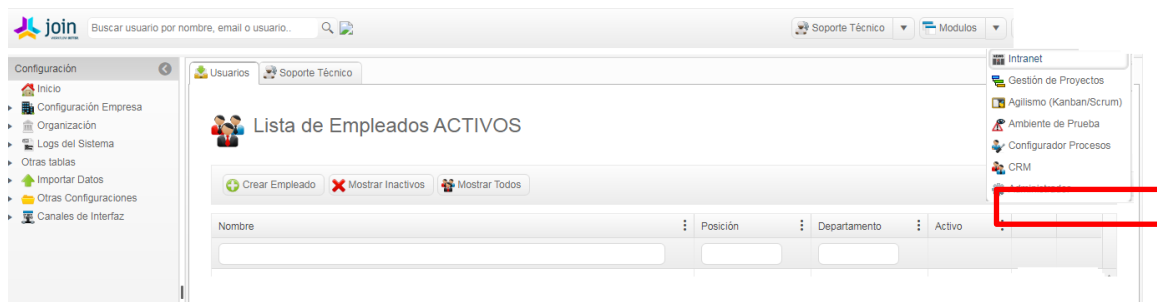 join
Buscar usuario por nombre, email o usuario..
Soporte Técnico
Modulos
Configuración
Inicio
Configuración Empresa
Organización
Logs del Sistema
Otras tablas
Importar Datos
Otras Configuraciones
Canales de Interfaz
Usuarios
Soporte Técnico
Intranet
Gestión de Proyectos
Agilismo (Kanban/Scrum)
Ambiente de Prueba
Configurador Procesos
CRM
Administrador
Lista de Empleados ACTIVOS
Crear Empleado
Mostrar Inactivos
Mostrar Todos
Nombre
Posición
Departamento
Activo